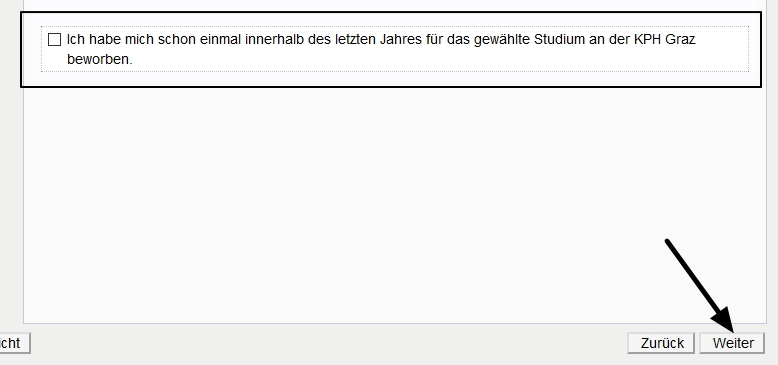 Ich habe mich schon einmal innerhalb des letzten Jahres für das gewählte Studium an der KPH Graz
beworben.
icht Zurück Weiter